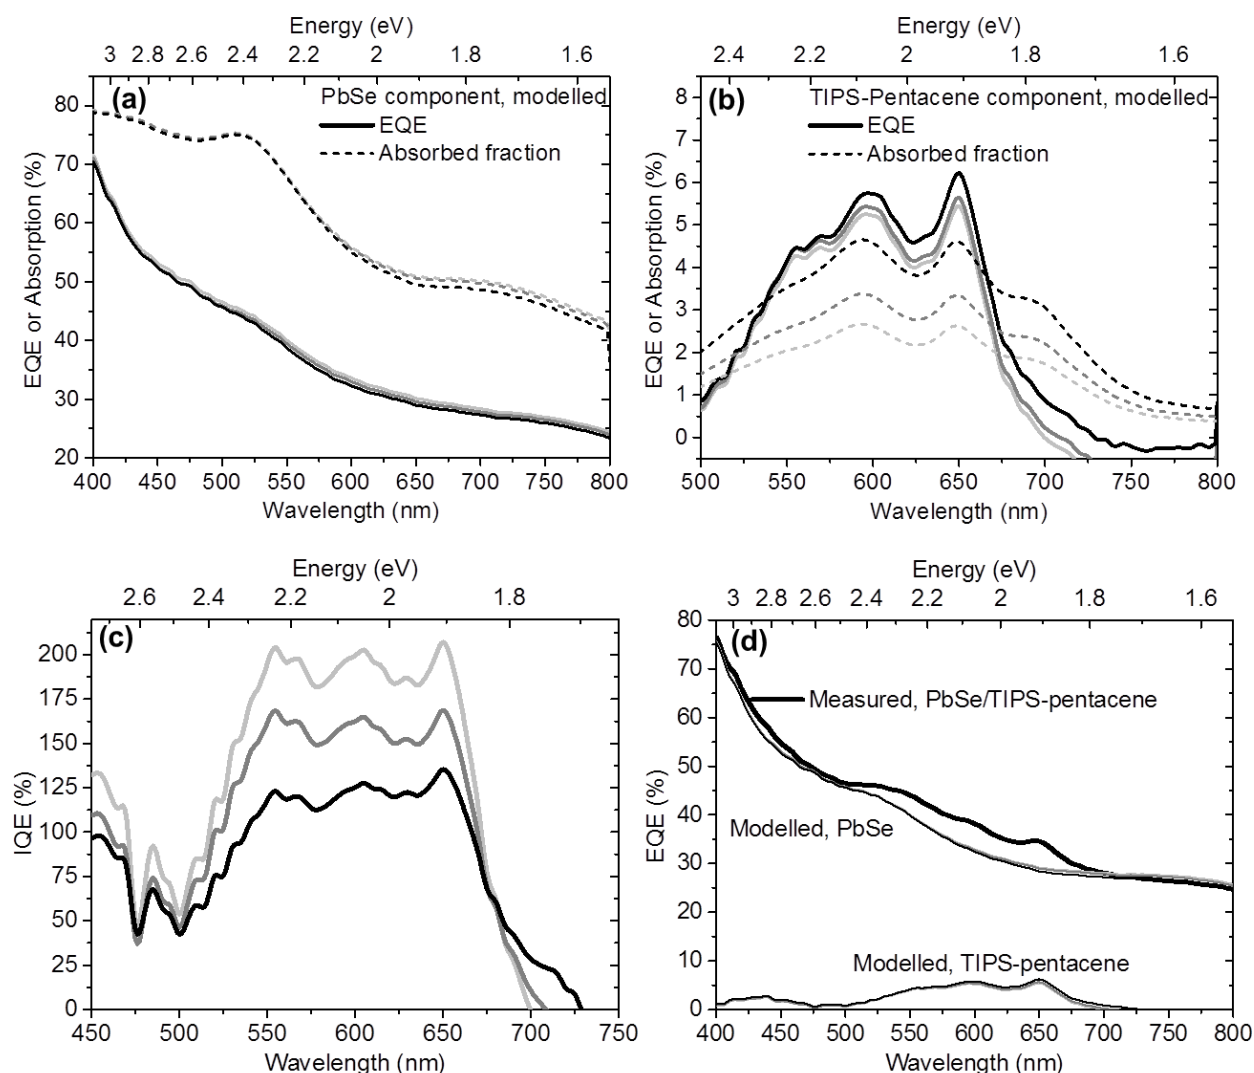 Energy (eV)
3 2.8 2.6 2.4 2.2 2 1.8 1.6
(a) PbSe component, modelled
EQE
Absorbed fraction
EQE or Absorption (%)
80
70
60
50
40
30
20
400 450 500 550 600 650 700 750 800
Wavelength (nm)
Energy (eV)
2.4 2.2 2 1.8 1.6
(b) TIPS-Pentacene component, modelled
EQE
Absorbed fraction
EQE or Absorption (%)
8
7
6
5
4
3
2
1
0
500 550 600 650 700 750 800
Wavelength (nm)
Energy (eV)
2.6 2.4 2.2 2 1.8
(c)
IQE (%)
200
175
150
125
100
75
50
25
0
450 500 550 600 650 700 750
Wavelength (nm)
Energy (eV)
3 2.8 2.6 2.4 2.2 2 1.8 1.6
(d)
Measured, PbSe/TIPS-pentacene
Modelled, PbSe
Modelled, TIPS-pentacene
EQE (%)
80
70
60
50
40
30
20
10
0
400 450 500 550 600 650 700 750 800
Wavelength (nm)